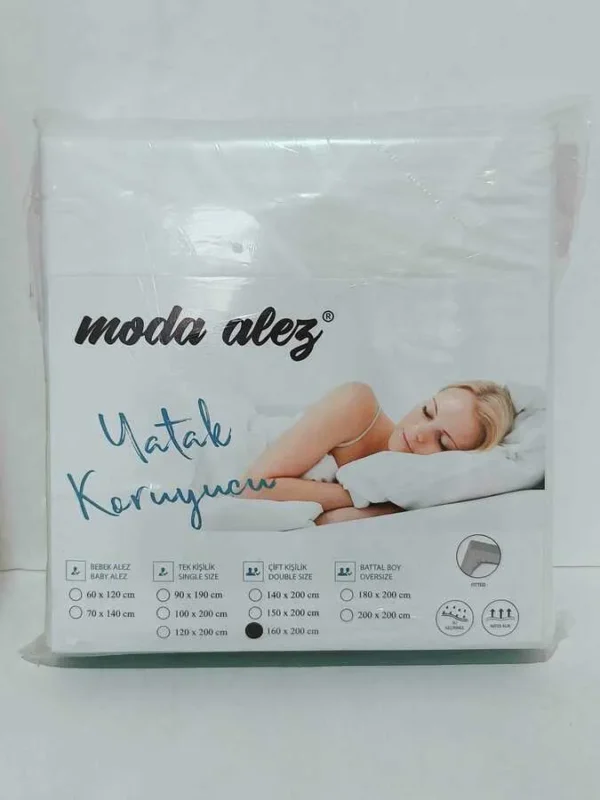 moda alez®
Yatak
Koruyucu
BEBEK ALEZ
BABY ALEZ
60 x 120 cm
70 x 140 cm
TEK KİŞİLİK
SINGLE SIZE
90 x 190 cm
100 x 200 cm
120 x 200 cm
ÇİFT KİŞİLİK
DOUBLE SIZE
140 x 200 cm
150 x 200 cm
160 x 200 cm
BATTAL BOY
OVERSIZE
180 x 200 cm
200 x 200 cm
FITTED